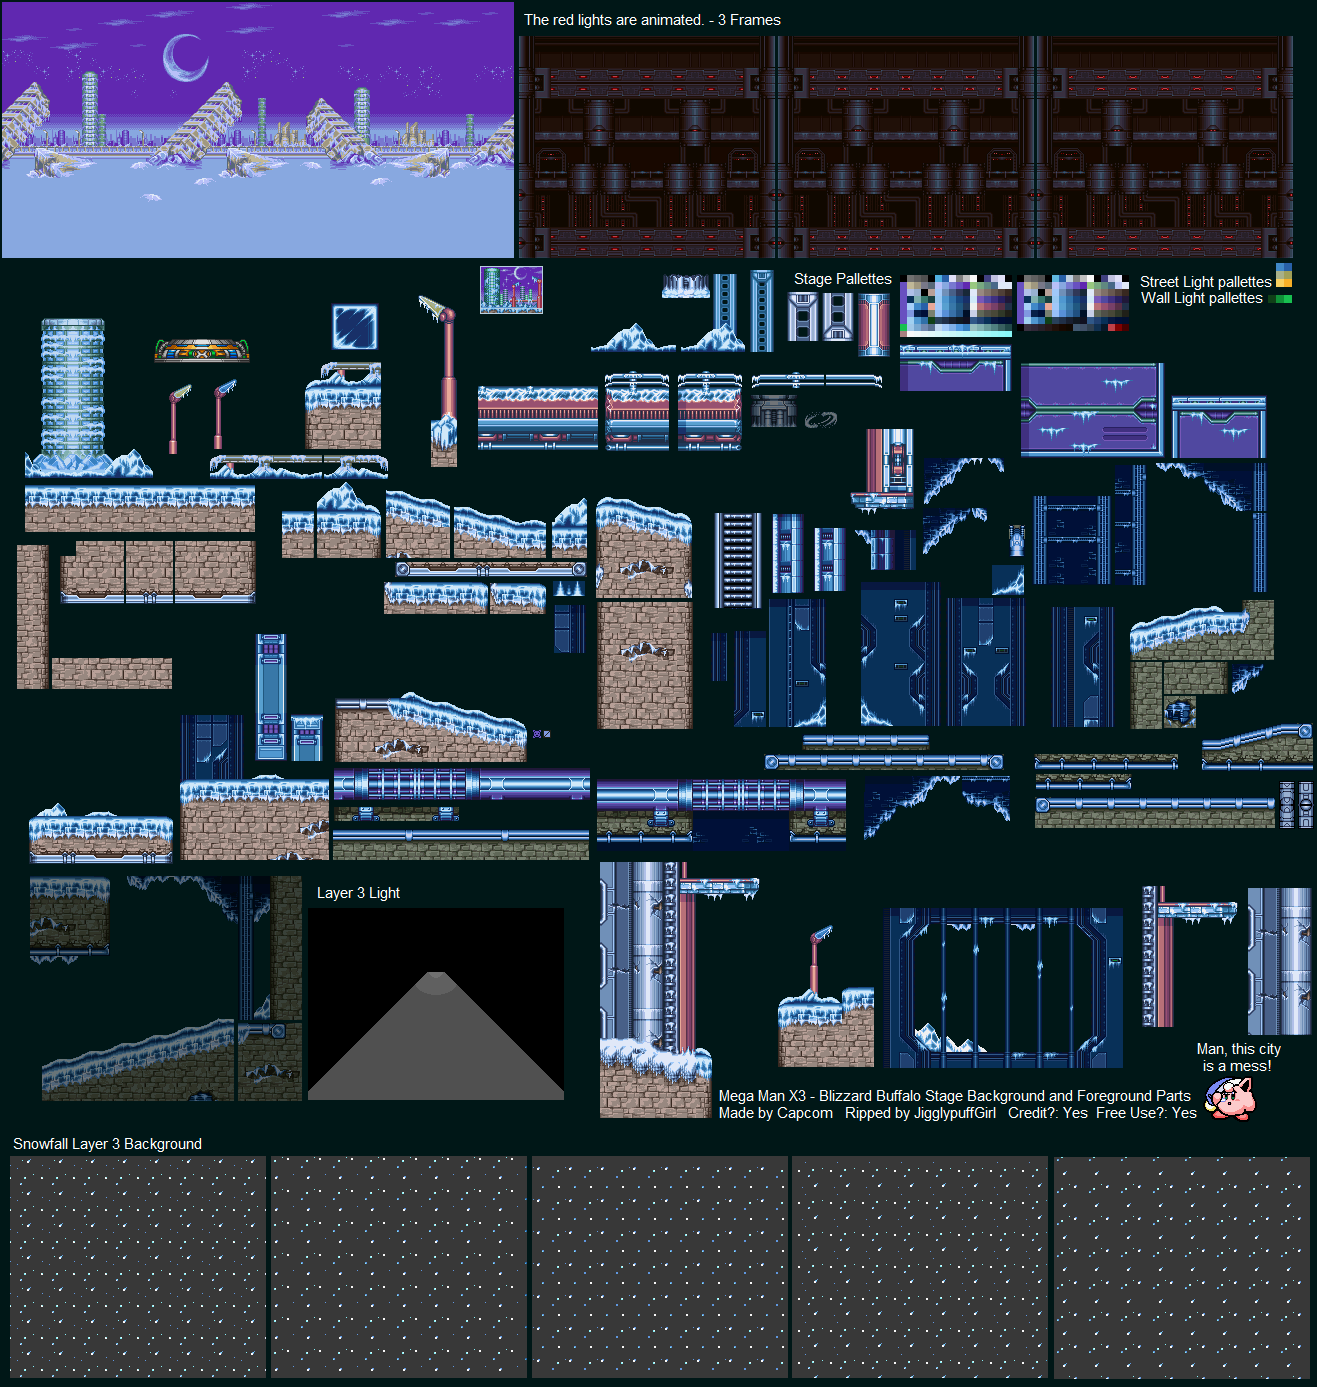 The red lights are animated. - 3 Frames
Stage Pallettes
Street Light pallettes
Wall Light pallettes
Layer 3 Light
Man, this city
is a mess!
Mega Man X3 - Blizzard Buffalo Stage Background and Foreground Parts
Made by Capcom   Ripped by JigglypuffGirl   Credit?: Yes  Free Use?: Yes
Snowfall Layer 3 Background